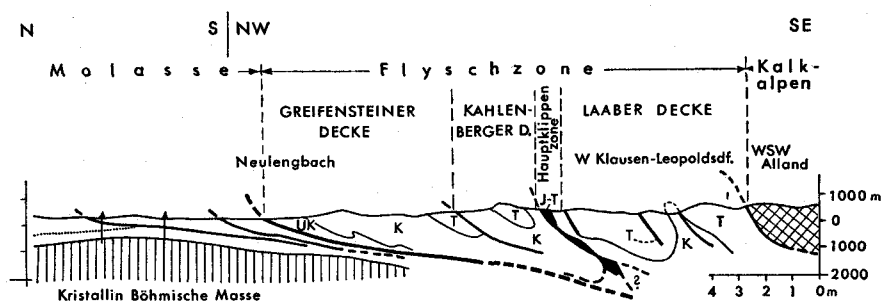 N S NW SE
Molasse Flyschzone Kalk-
alpen
GREIFENSTEINER
DECKE
KAHLEN-
BERGER D.
Hauptklippen
zone
LAABER DECKE
Neulengbach
W Klausen-Leopoldsdf.
WSW
Alland
J-T
1000 m
0
1000
2000
UK K T T K T K T
?
4 3 2 1 0 m
Kristallin Böhmische Masse